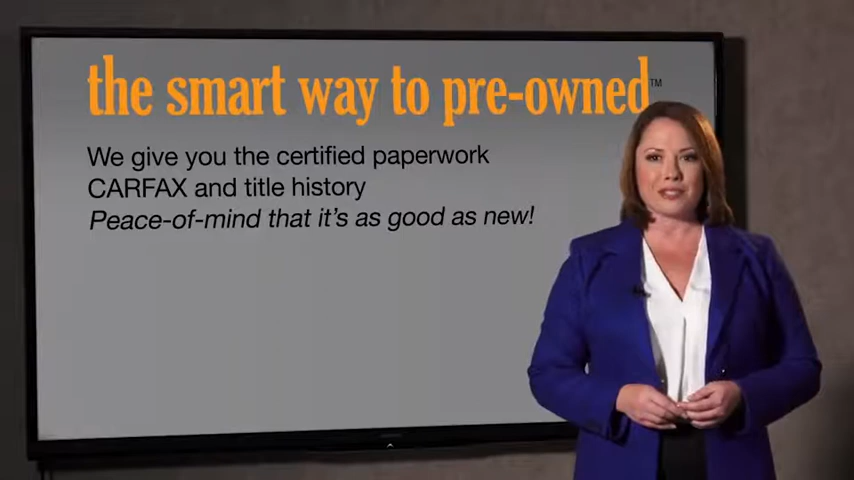 the smart way to pre-owned™
We give you the certified paperwork
CARFAX and title history
Peace-of-mind that it's as good as new!